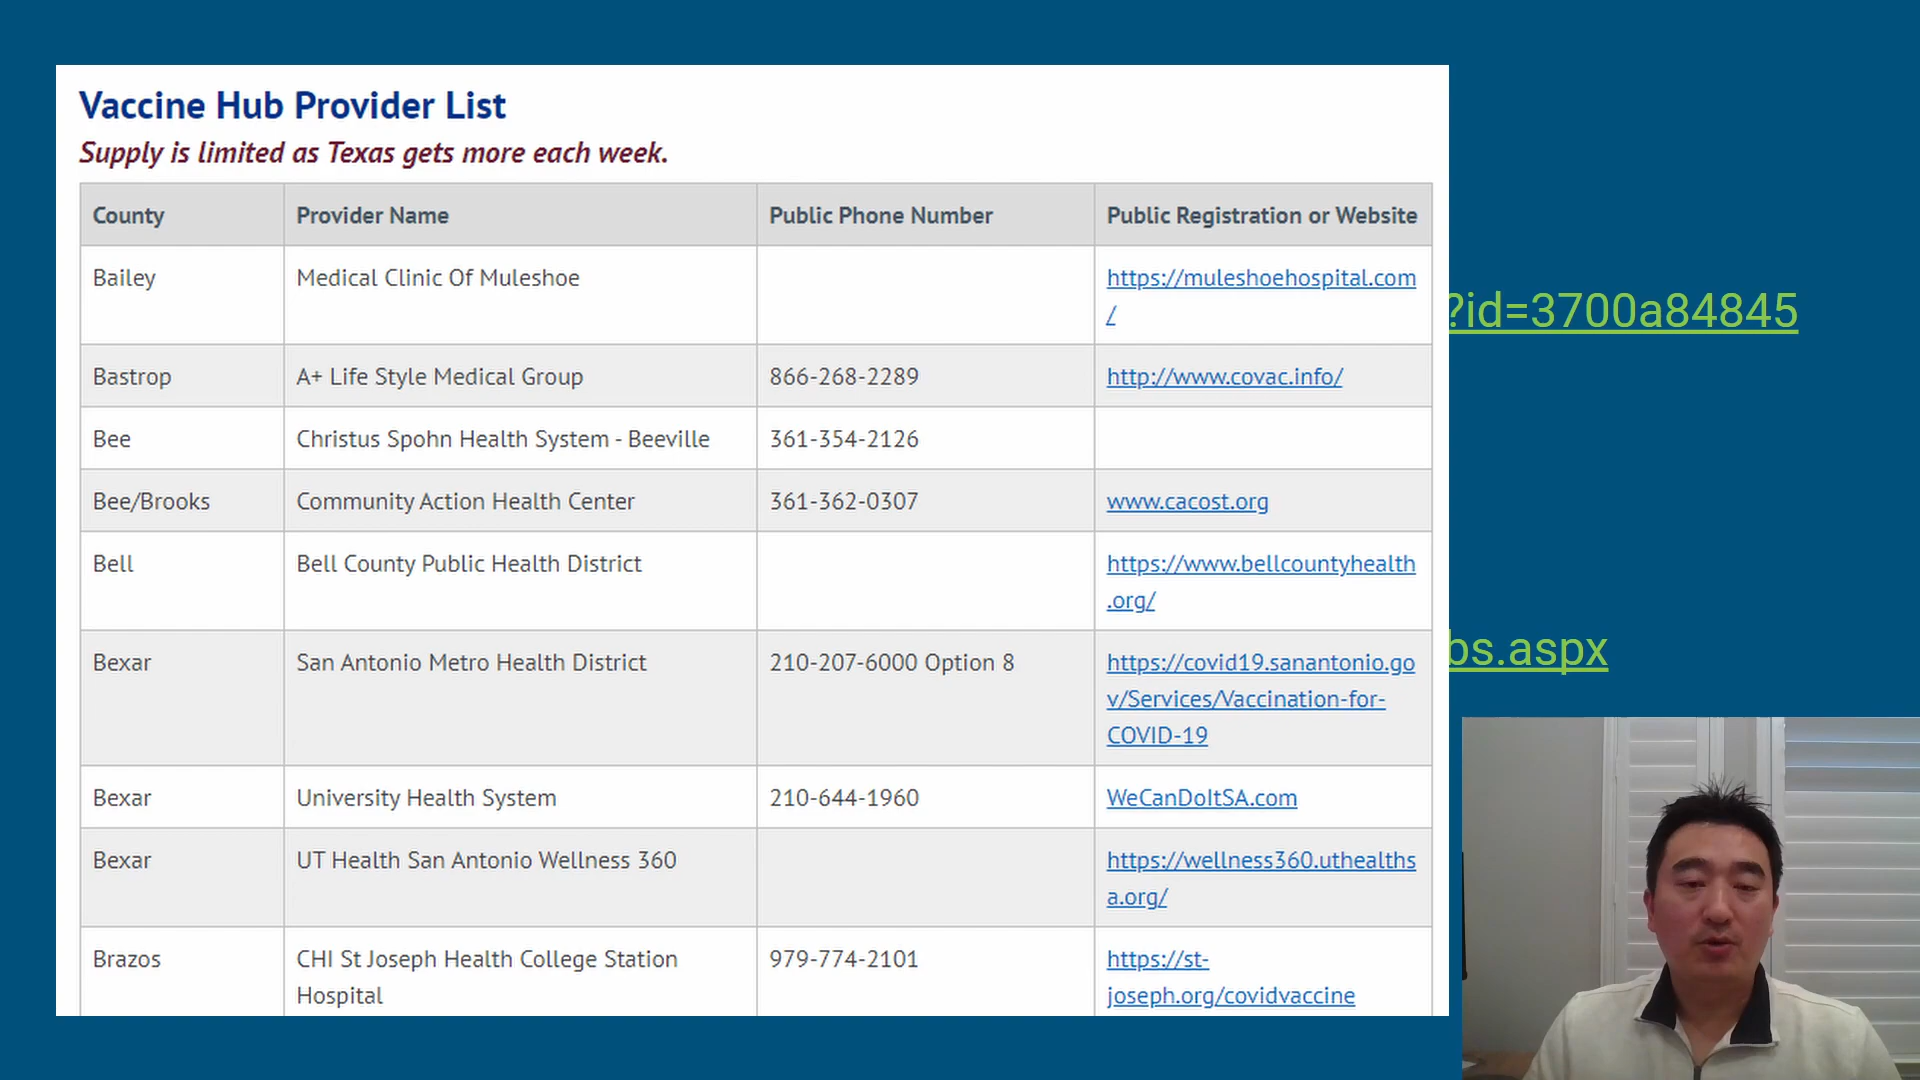 Vaccine Hub Provider List
Supply is limited as Texas gets more each week.
County Provider Name Public Phone Number Public Registration or Website
Bailey Medical Clinic Of Muleshoe https://muleshoehospital.com
/
Bastrop A+ Life Style Medical Group 866-268-2289 http://www.covac.info/
Bee Christus Spohn Health System - Beeville 361-354-2126
Bee/Brooks Community Action Health Center 361-362-0307 www.cacost.org
Bell Bell County Public Health District https://www.bellcountyhealth
.org/
Bexar San Antonio Metro Health District 210-207-6000 Option 8 https://covid19.sanantonio.go
v/Services/Vaccination-for-
COVID-19
Bexar University Health System 210-644-1960 WeCanDoItSA.com
Bexar UT Health San Antonio Wellness 360 https://wellness360.uthealths
a.org/
Brazos CHI St Joseph Health College Station 979-774-2101 https://st-
Hospital joseph.org/covidvaccine
?id=3700a84845
bs.aspx